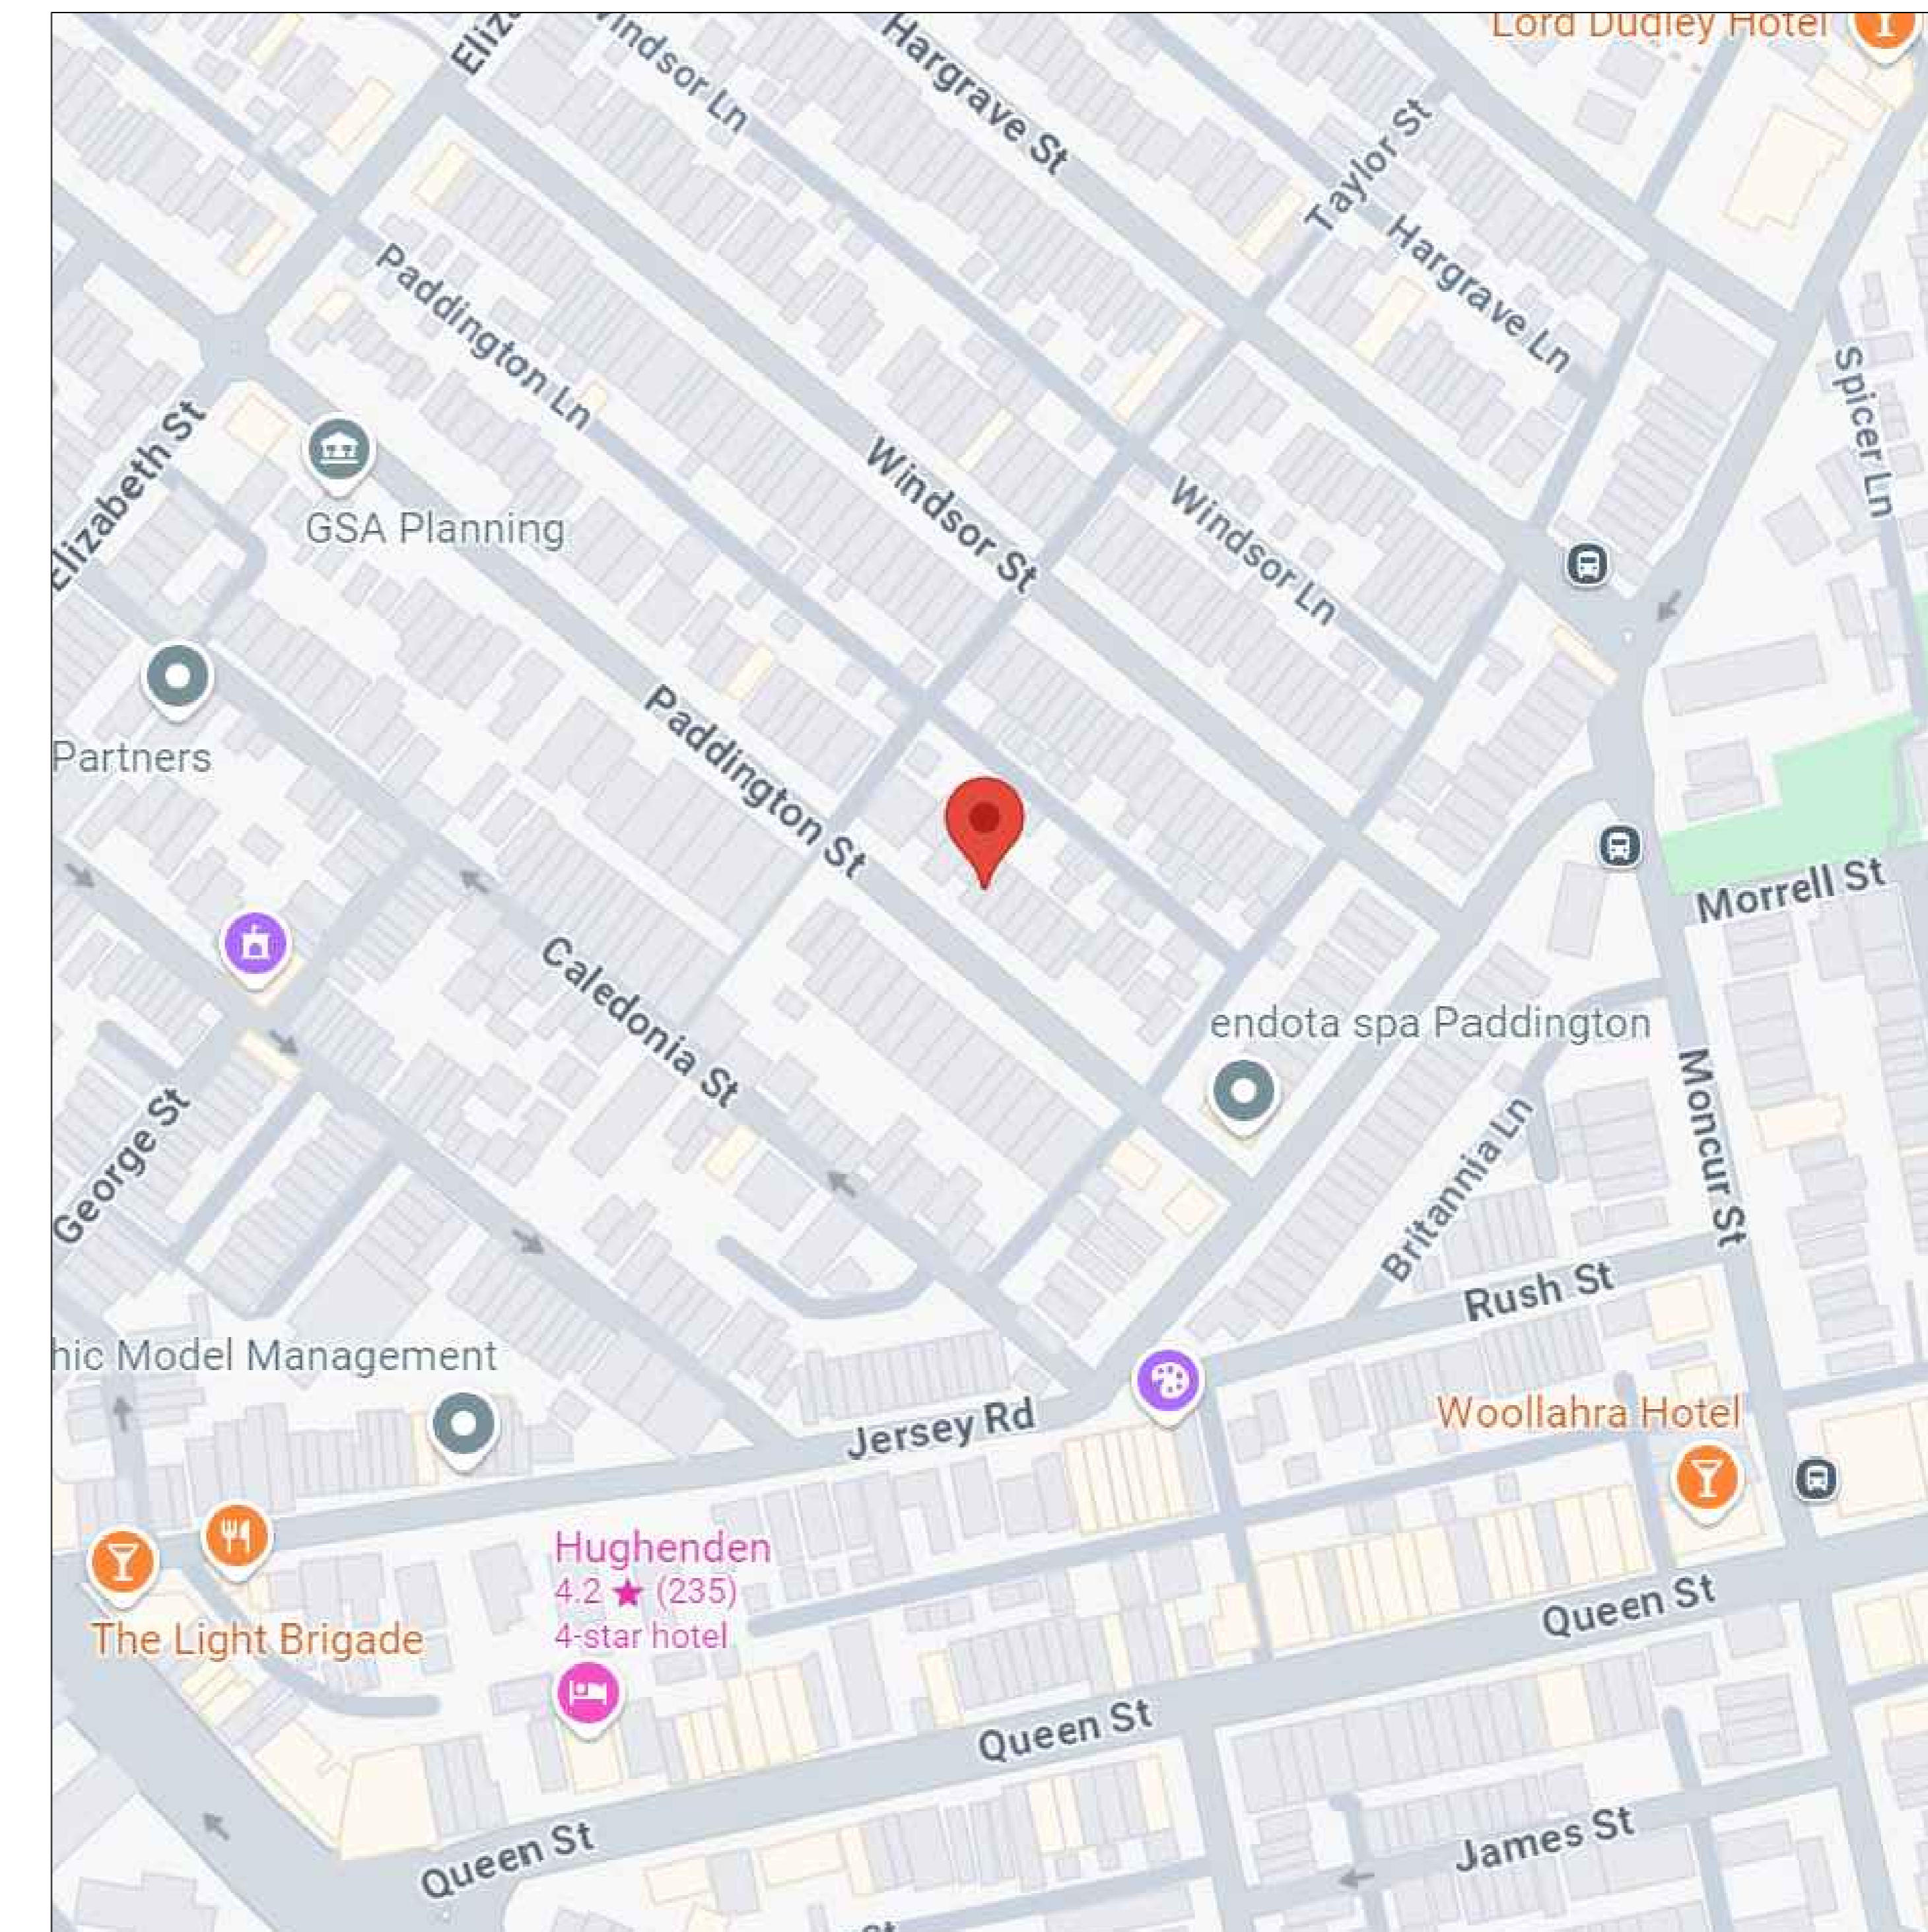 Lord Dudley Hotel
Eliz
Windsor Ln
Hargrave St
Taylor St
Hargrave Ln
Paddington Ln
Spicer Ln
Elizabeth St
GSA Planning
Windsor St
Windsor Ln
Partners
Paddington St
Morrell St
Caledonia St
endota spa Paddington
Moncur St
George St
Britannia Ln
Rush St
hic Model Management
Jersey Rd
Woollahra Hotel
Hughenden
4.2 ★ (235)
4-star hotel
The Light Brigade
Queen St
Queen St
Queen St
James St
St